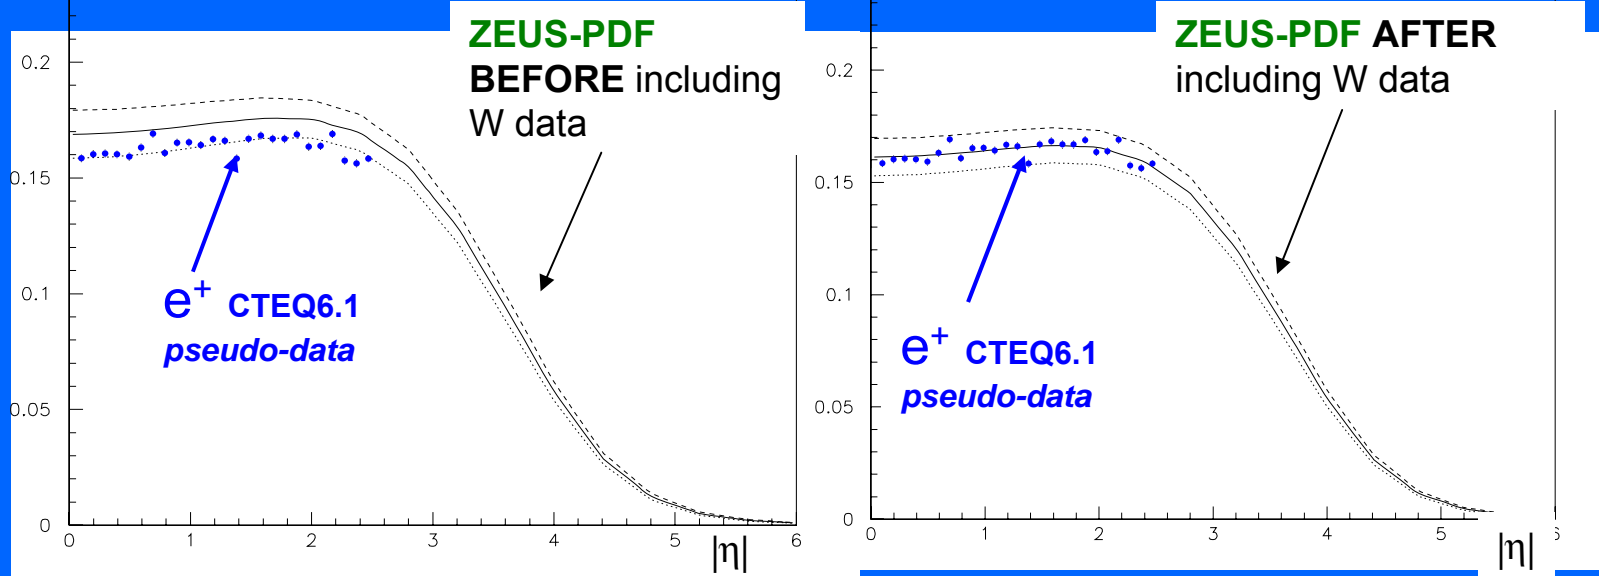 ZEUS-PDF
BEFORE including
W data
0.2
0.15
0.1
0.05
0
e+ CTEQ6.1
pseudo-data
0 1 2 3 4 5 6
|η|
ZEUS-PDF AFTER
including W data
0.2
0.15
0.1
0.05
0
e+ CTEQ6.1
pseudo-data
0 1 2 3 4 5
|η|